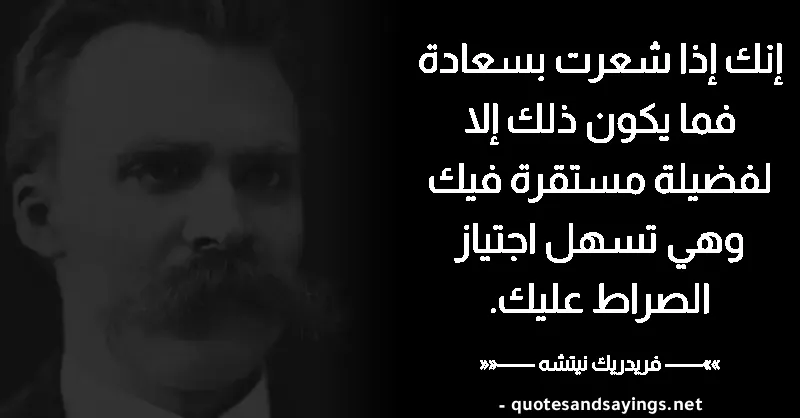 إنك إذا شعرت بسعادة
فما يكون ذلك إلا
لفضيلة مستقرة فيك
وهي تسهل اجتياز
الصراط عليك.
»»—— فريدريك نيتشه ——««
- quotesandsayings.net